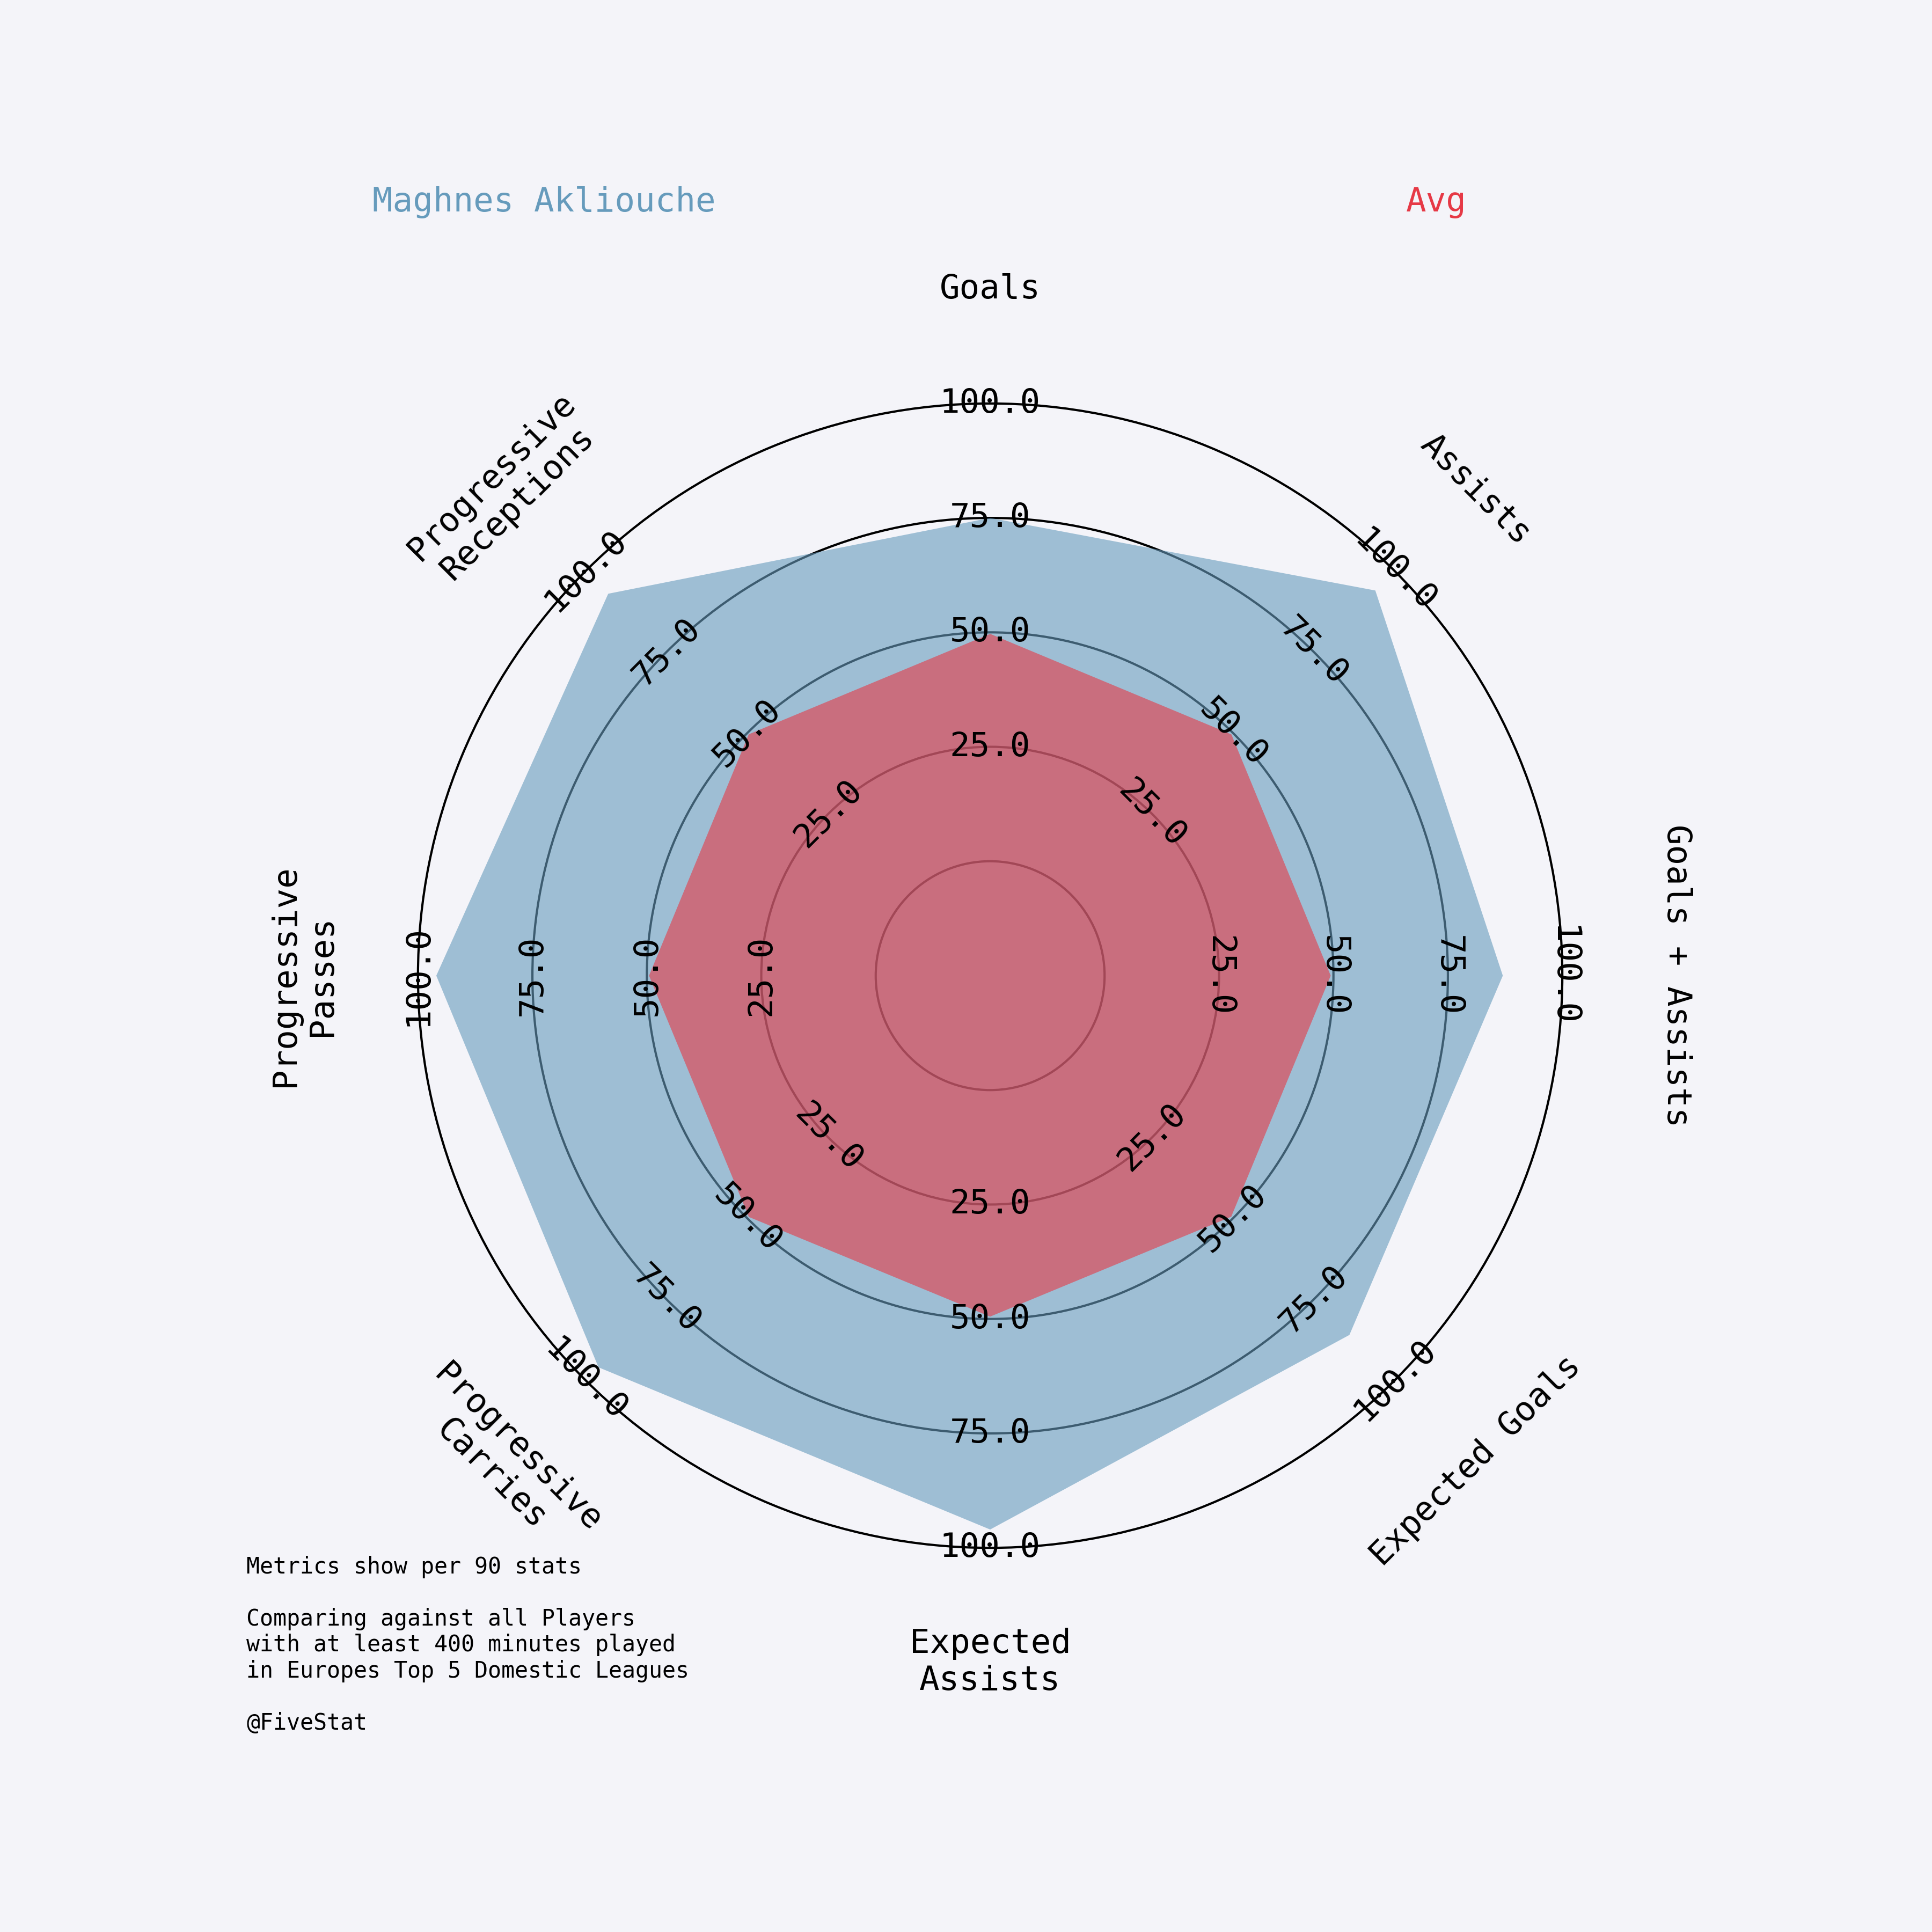 Maghnes Akliouche
Avg
Goals
Assists
Goals + Assists
Expected Goals
Expected
Assists
Progressive
Carries
Progressive
Passes
Progressive
Receptions
25.0
50.0
75.0
100.0
25.0
50.0
75.0
100.0
25.0
50.0
75.0
100.0
25.0
50.0
75.0
100.0
25.0
50.0
75.0
100.0
25.0
50.0
75.0
100.0
25.0
50.0
75.0
100.0
25.0
50.0
75.0
100.0
Metrics show per 90 stats
Comparing against all Players
with at least 400 minutes played
in Europes Top 5 Domestic Leagues
@FiveStat